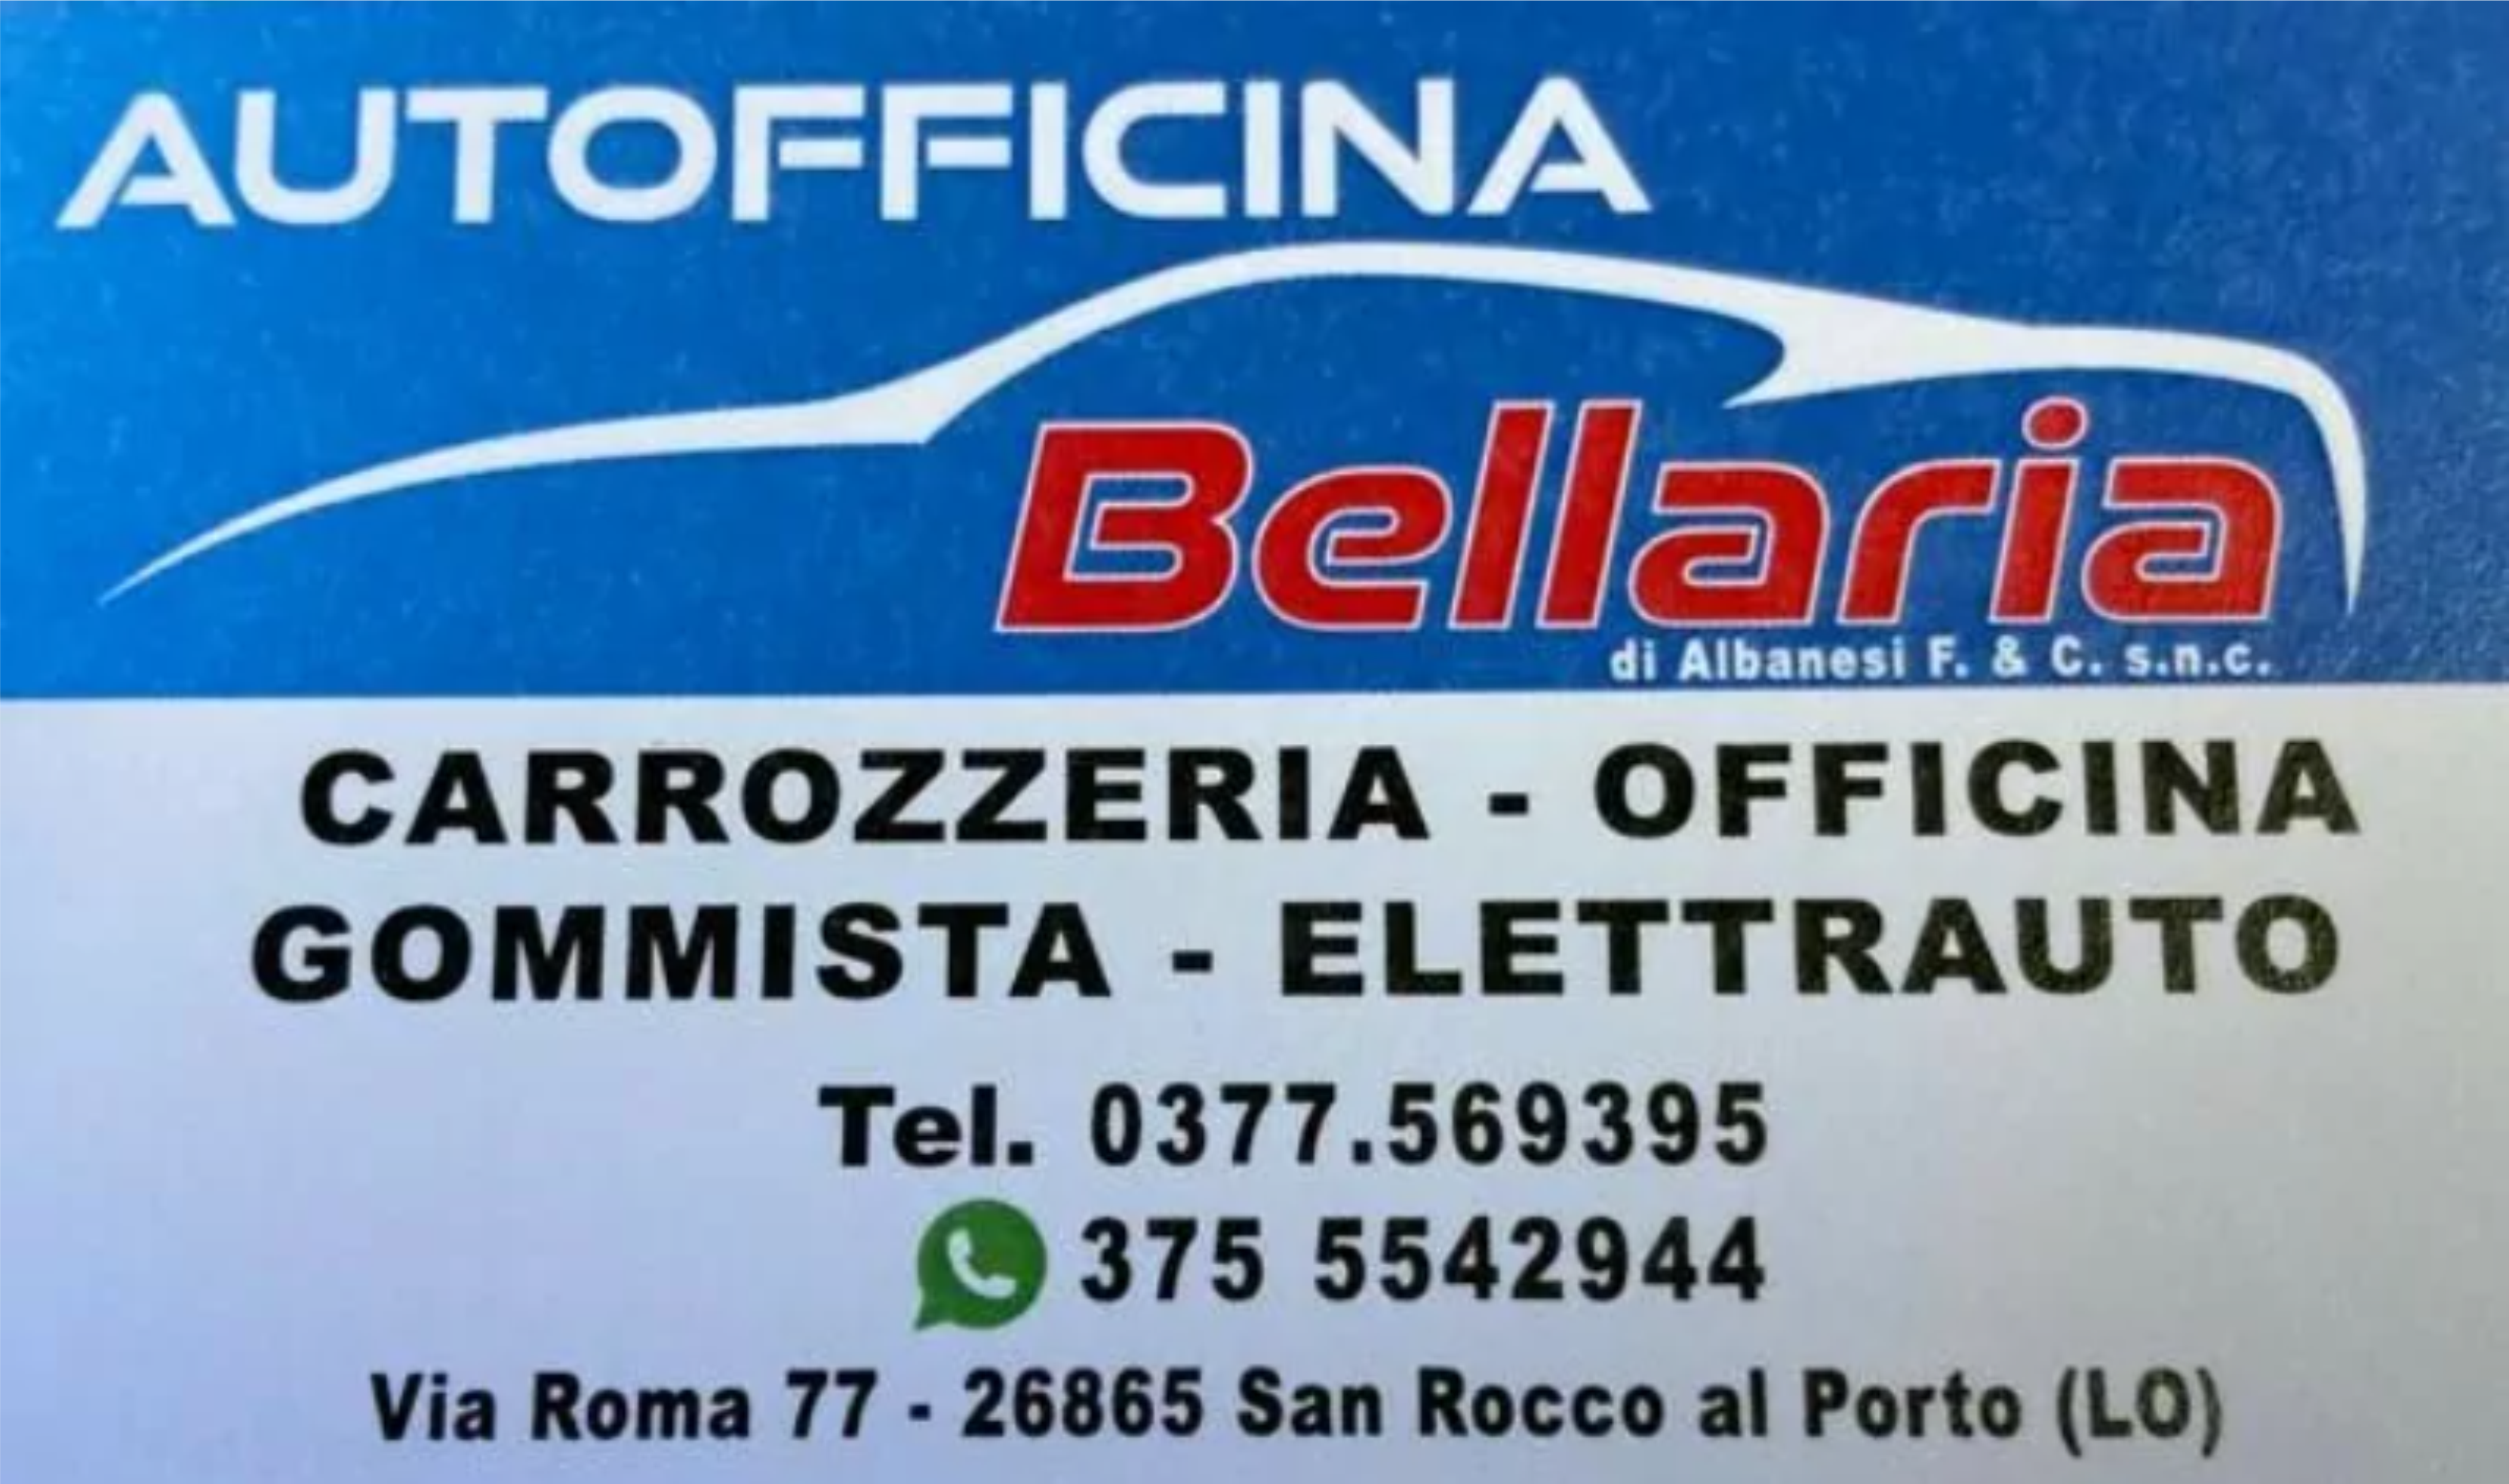 AUTOFFICINA
Bellaria
di Albanesi F. & C. s.n.c.
CARROZZERIA - OFFICINA
GOMMISTA - ELETTRAUTO
Tel. 0377.569395
375 5542944
Via Roma 77 - 26865 San Rocco al Porto (LO)